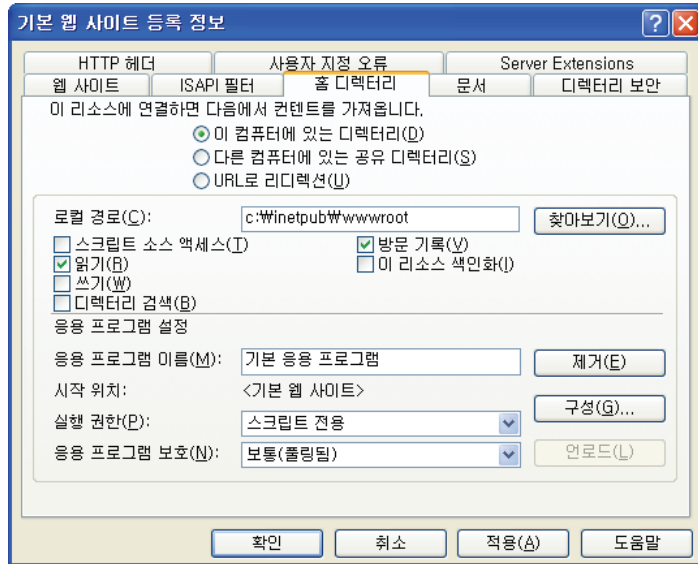 기본 웹 사이트 등록 정보
HTTP 헤더 사용자 지정 오류 Server Extensions
웹 사이트 ISAPI 필터 홈 디렉터리 문서 디렉터리 보안
이 리소스에 연결하면 다음에서 컨텐트를 가져옵니다.
이 컴퓨터에 있는 디렉터리(D)
다른 컴퓨터에 있는 공유 디렉터리(S)
URL로 리디렉션(U)
로컬 경로(C): c:₩inetpub₩wwwroot 찾아보기(O)...
스크립트 소스 액세스(T) 방문 기록(V)
읽기(R) 이 리소스 색인화(I)
쓰기(W)
디렉터리 검색(B)
응용 프로그램 설정
응용 프로그램 이름(M): 기본 응용 프로그램 제거(E)
시작 위치: <기본 웹 사이트>
구성(G)...
실행 권한(P): 스크립트 전용
응용 프로그램 보호(N): 보통(풀링됨) 언로드(L)
확인 취소 적용(A) 도움말